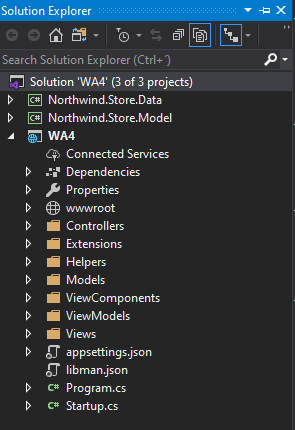 Solution Explorer
Search Solution Explorer (Ctrl+´)
Solution 'WA4' (3 of 3 projects)
C# Northwind.Store.Data
C# Northwind.Store.Model
WA4
Connected Services
Dependencies
Properties
wwwroot
Controllers
Extensions
Helpers
Models
ViewComponents
ViewModels
Views
appsettings.json
libman.json
C# Program.cs
C# Startup.cs